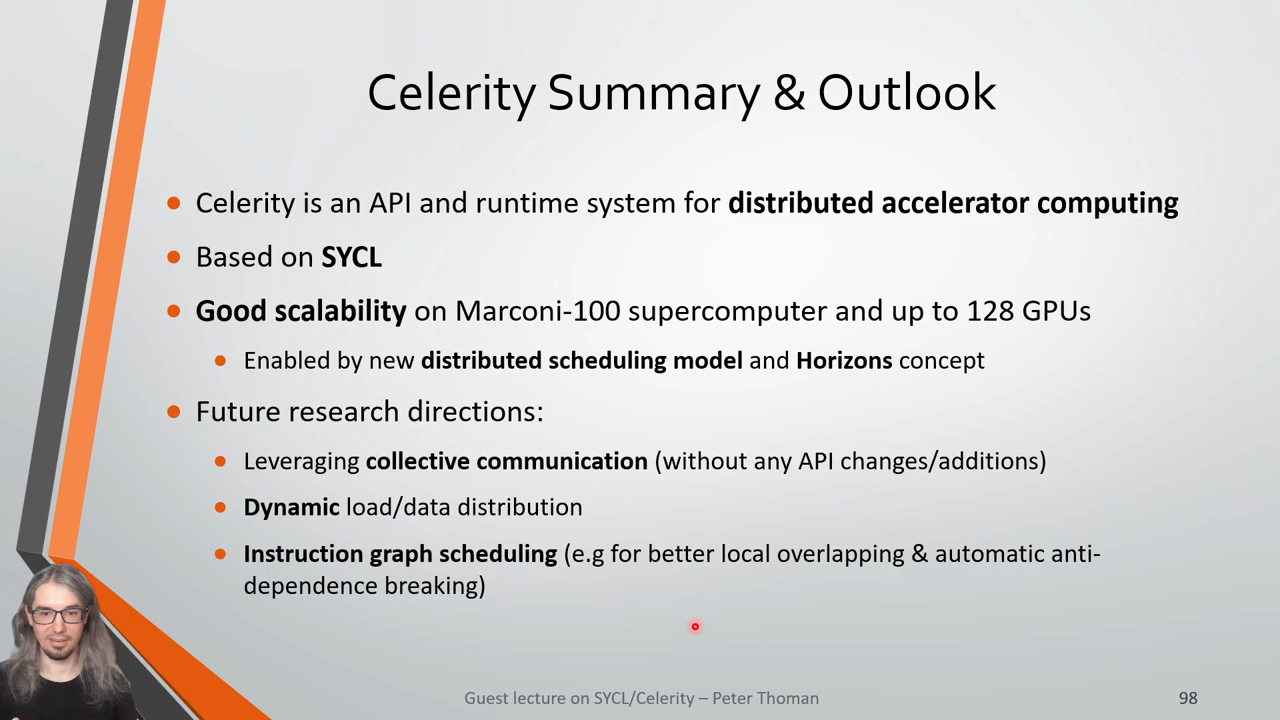 Celerity Summary & Outlook
Celerity is an API and runtime system for distributed accelerator computing
Based on SYCL
Good scalability on Marconi-100 supercomputer and up to 128 GPUs
Enabled by new distributed scheduling model and Horizons concept
Future research directions:
Leveraging collective communication (without any API changes/additions)
Dynamic load/data distribution
Instruction graph scheduling (e.g for better local overlapping & automatic anti-
dependence breaking)
Guest lecture on SYCL/Celerity – Peter Thoman
98